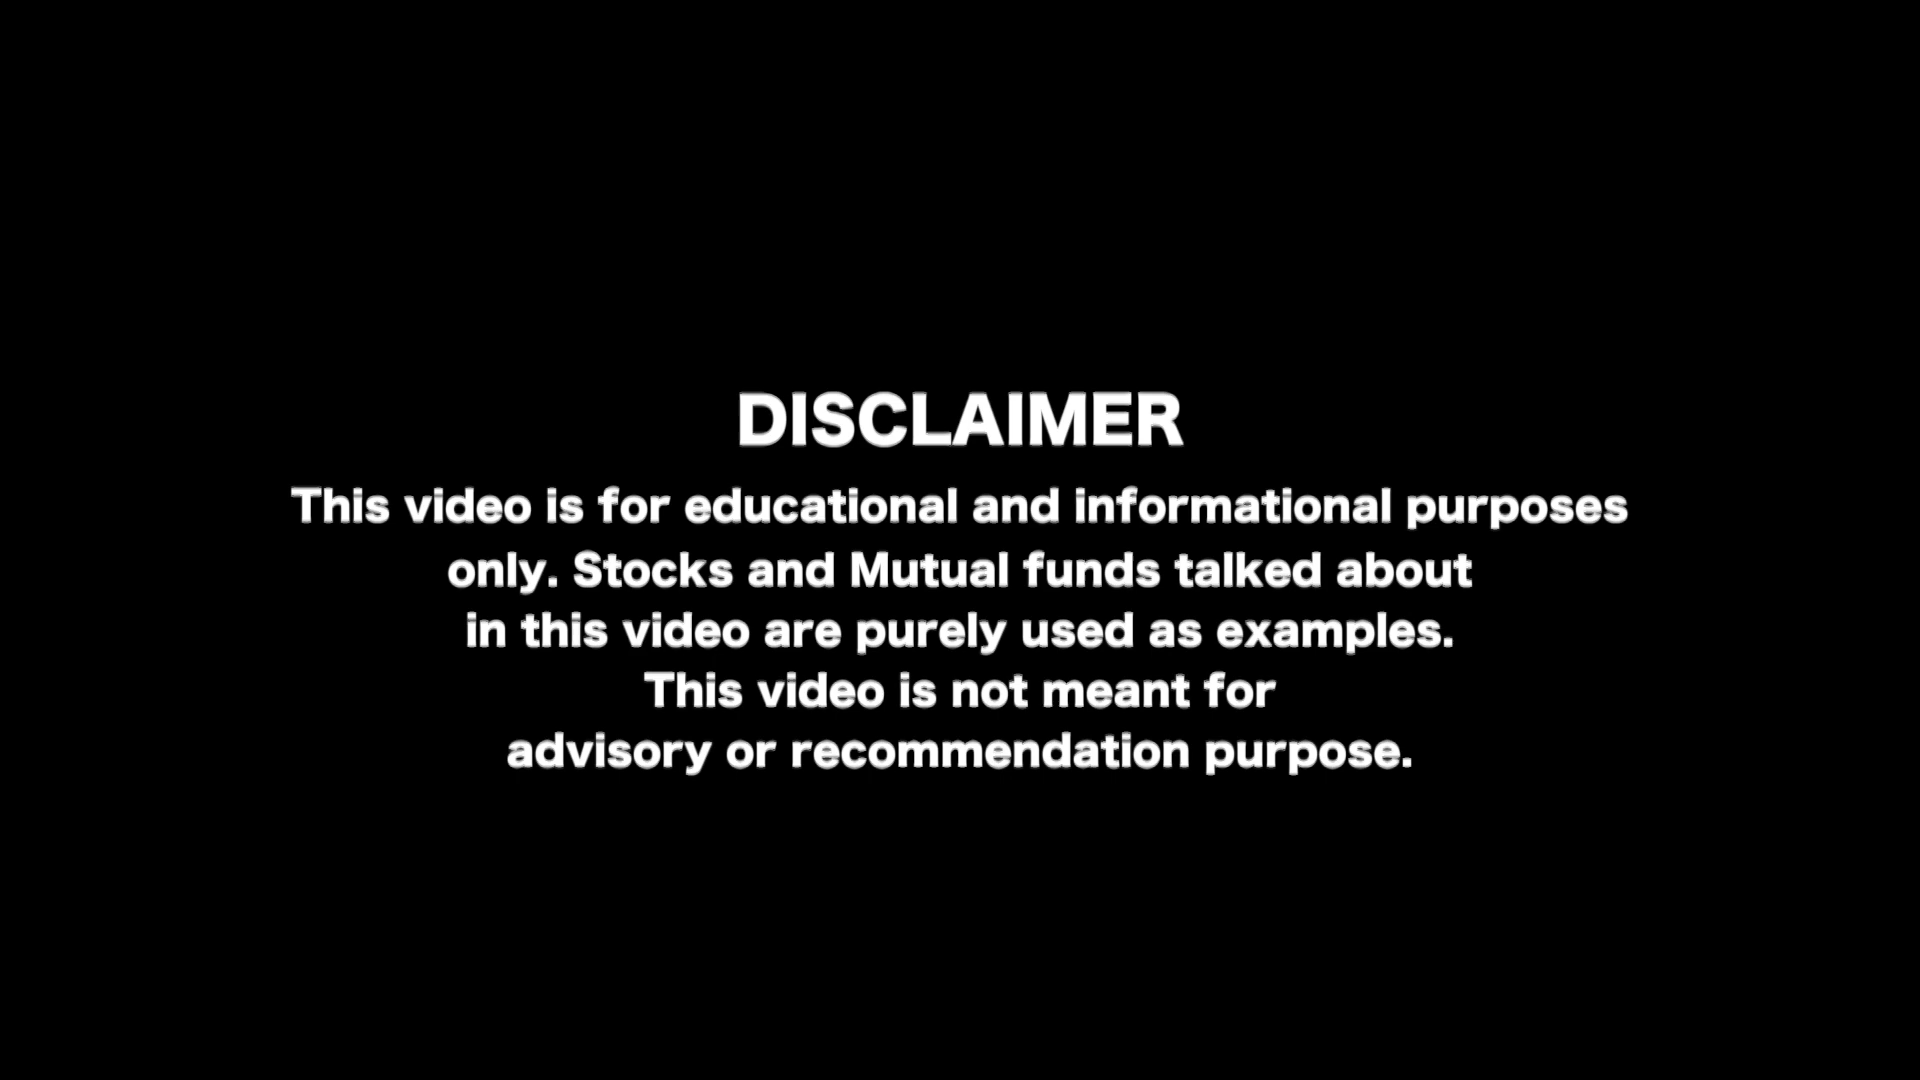 DISCLAIMER
This video is for educational and informational purposes
only. Stocks and Mutual funds talked about
in this video are purely used as examples.
This video is not meant for
advisory or recommendation purpose.